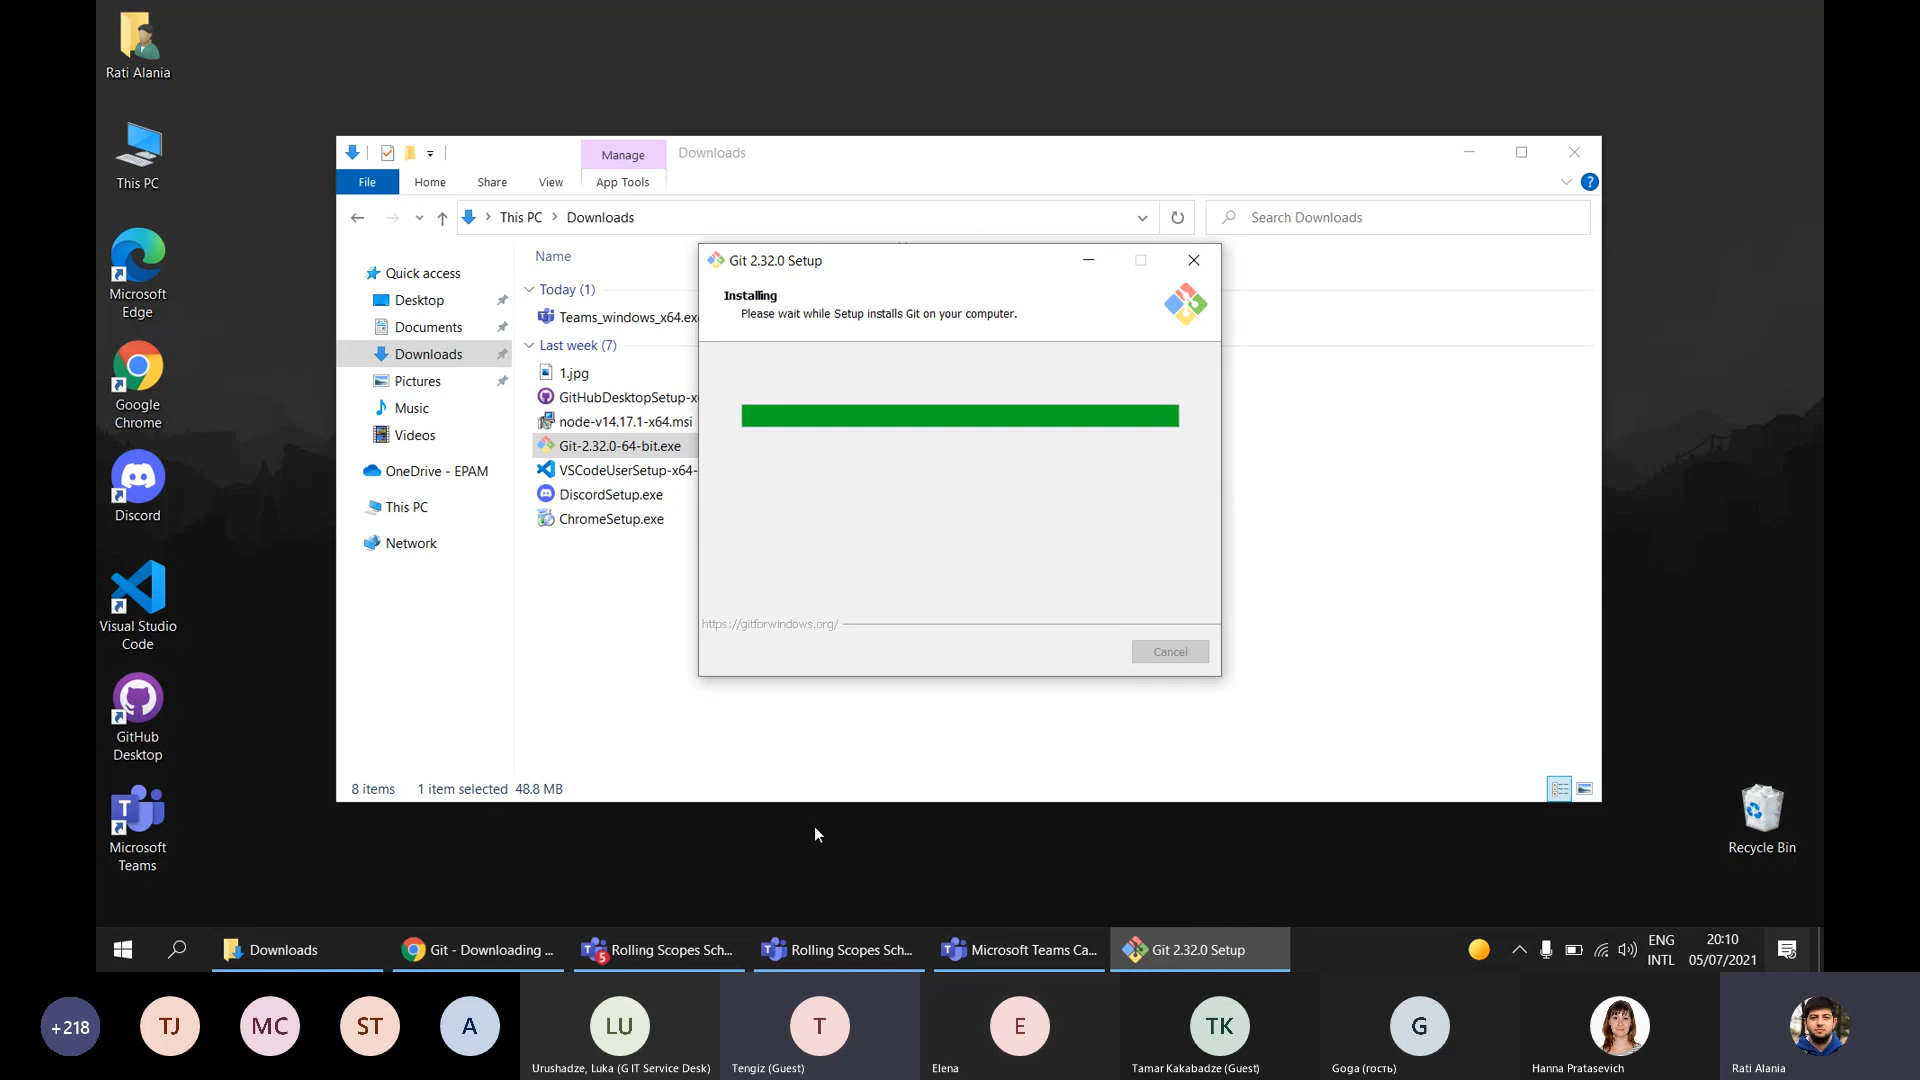 Rati Alania
This PC
Microsoft
Edge
Google
Chrome
Discord
Visual Studio
Code
GitHub
Desktop
Microsoft
Teams
Manage
Downloads
File
Home
Share
View
App Tools
?
This PC
Downloads
Search Downloads
Quick access
Desktop
Documents
Downloads
Pictures
Music
Videos
OneDrive - EPAM
This PC
Network
Name
Today (1)
Teams_windows_x64.ex
Last week (7)
1.jpg
GitHubDesktopSetup-x
node-v14.17.1-x64.msi
Git-2.32.0-64-bit.exe
VSCodeUserSetup-x64-
DiscordSetup.exe
ChromeSetup.exe
Git 2.32.0 Setup
Installing
Please wait while Setup installs Git on your computer.
https://gitforwindows.org/
Cancel
8 items
1 item selected 48.8 MB
Recycle Bin
Downloads
Git - Downloading ...
5
Rolling Scopes Sch...
Rolling Scopes Sch...
Microsoft Teams Ca...
Git 2.32.0 Setup
ENG
INTL
20:10
05/07/2021
+218
TJ
MC
ST
A
LU
Urushadze, Luka (G IT Service Desk)
T
Tengiz (Guest)
E
Elena
TK
Tamar Kakabadze (Guest)
G
Goga (гость)
Hanna Pratasevich
Rati Alania